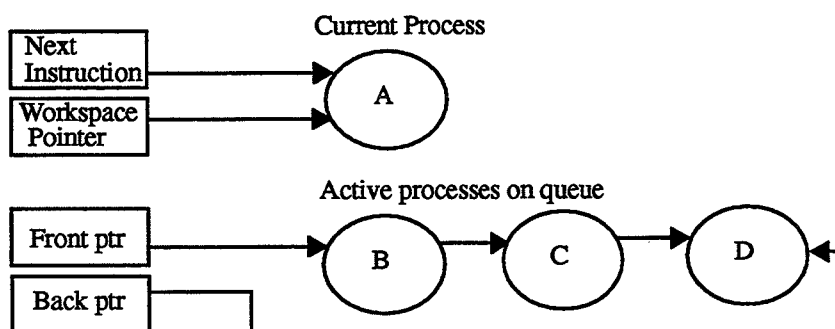 Current Process
Next
Instruction
A
Workspace
Pointer
Active processes on queue
Front ptr
B
C
D
Back ptr